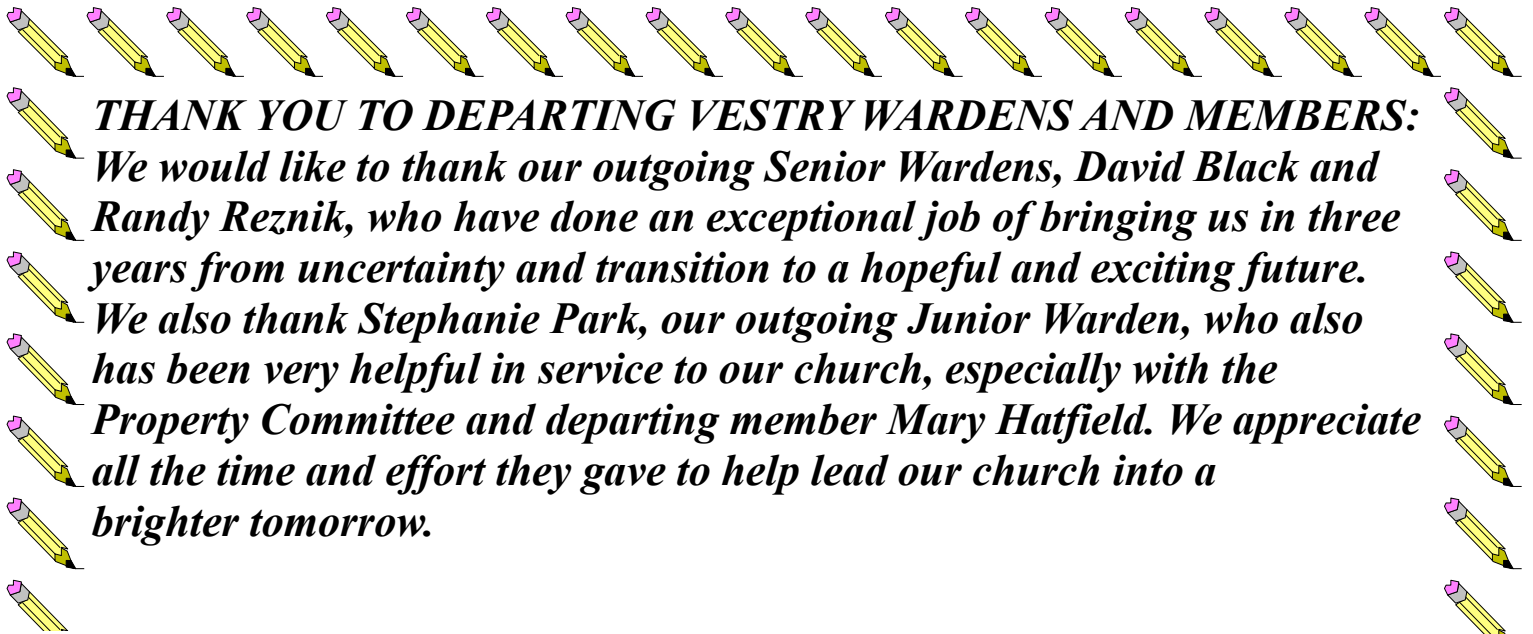 THANK YOU TO DEPARTING VESTRY WARDENS AND MEMBERS:
We would like to thank our outgoing Senior Wardens, David Black and
Randy Reznik, who have done an exceptional job of bringing us in three
years from uncertainty and transition to a hopeful and exciting future.
We also thank Stephanie Park, our outgoing Junior Warden, who also
has been very helpful in service to our church, especially with the
Property Committee and departing member Mary Hatfield. We appreciate
all the time and effort they gave to help lead our church into a
brighter tomorrow.